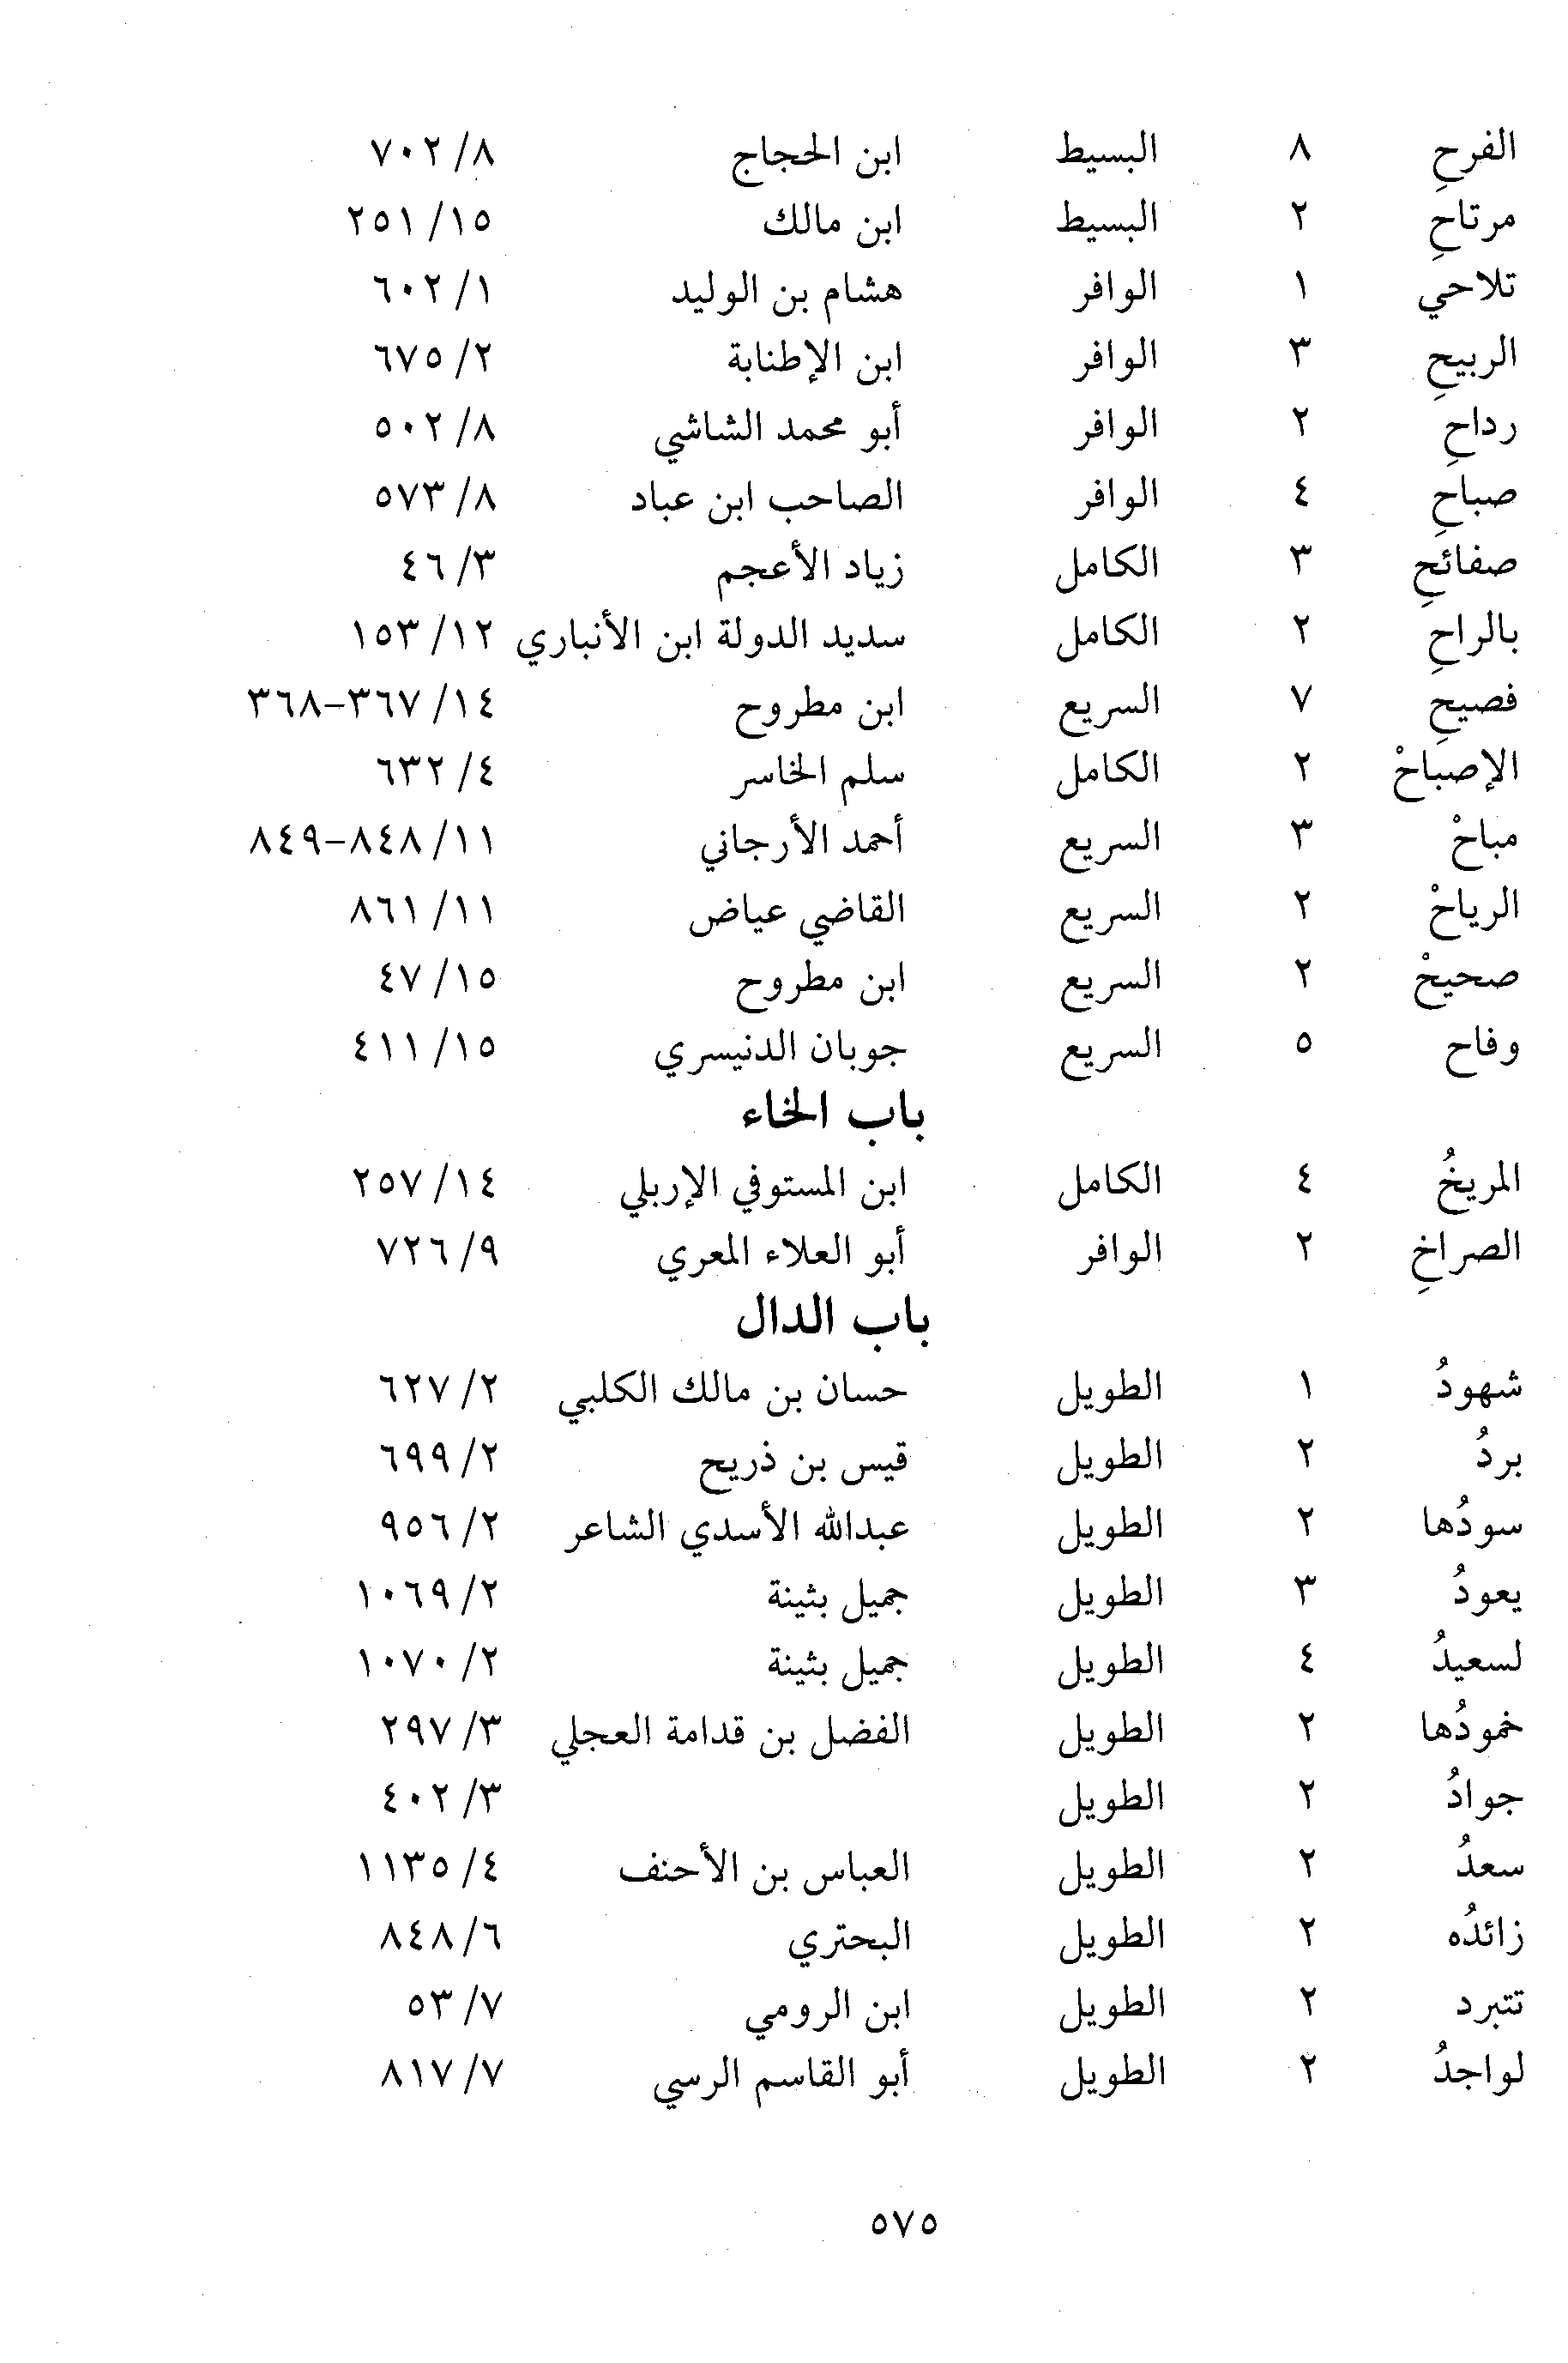 الفرحِ ٨ البسيط ابن الحجاج ٨/ ٧٠٢
مرتاحِ ٢ البسيط ابن مالك ١٥/ ٢٥١
تلاحي ١ الوافر هشام بن الوليد ١/ ٦٠٢
الربيحِ ٣ الوافر ابن الإطنابة ٢/ ٦٧٥
رداحِ ٢ الوافر أبو محمد الشاشي ٨/ ٥٠٢
صباحِ ٤ الوافر الصاحب ابن عباد ٨/ ٥٧٣
صفائحِ ٣ الكامل زياد الأعجم ٣/ ٤٦
بالراحِ ٢ الكامل سديد الدولة ابن الأنباري ١٢/ ١٥٣
فصيحِ ٧ السريع ابن مطروح ١٤/ ٣٦٧-٣٦٨
الإصباحْ ٢ الكامل سلم الخاسر ٤/ ٦٣٢
مباحْ ٣ السريع أحمد الأرجاني ١١/ ٨٤٨-٨٤٩
الرياحْ ٢ السريع القاضي عياض ١١/ ٨٦١
صحيحْ ٢ السريع ابن مطروح ١٥/ ٤٧
وفاح ٥ السريع جوبان الدنيسري ١٥/ ٤١١
باب الخاء
المريخُ ٤ الكامل ابن المستوفي الإربلي ١٤/ ٢٥٧
الصراخِ ٢ الوافر أبو العلاء المعري ٩/ ٧٢٦
باب الدال
شهودُ ١ الطويل حسان بن مالك الكلبي ٢/ ٦٢٧
بردُ ٢ الطويل قيس بن ذريح ٢/ ٦٩٩
سودُها ٢ الطويل عبدالله الأسدي الشاعر ٢/ ٩٥٦
يعودُ ٣ الطويل جميل بثينة ٢/ ١٠٦٩
لسعيدُ ٤ الطويل جميل بثينة ٢/ ١٠٧٠
خمودُها ٢ الطويل الفضل بن قدامة العجلي ٣/ ٢٩٧
جوادُ ٢ الطويل ٣/ ٤٠٢
سعدُ ٢ الطويل العباس بن الأحنف ٤/ ١١٣٥
زائدُه ٢ الطويل البحتري ٦/ ٨٤٨
تتبرد ٢ الطويل ابن الرومي ٧/ ٥٣
لواجدُ ٢ الطويل أبو القاسم الرسي ٧/ ٨١٧
٥٧٥